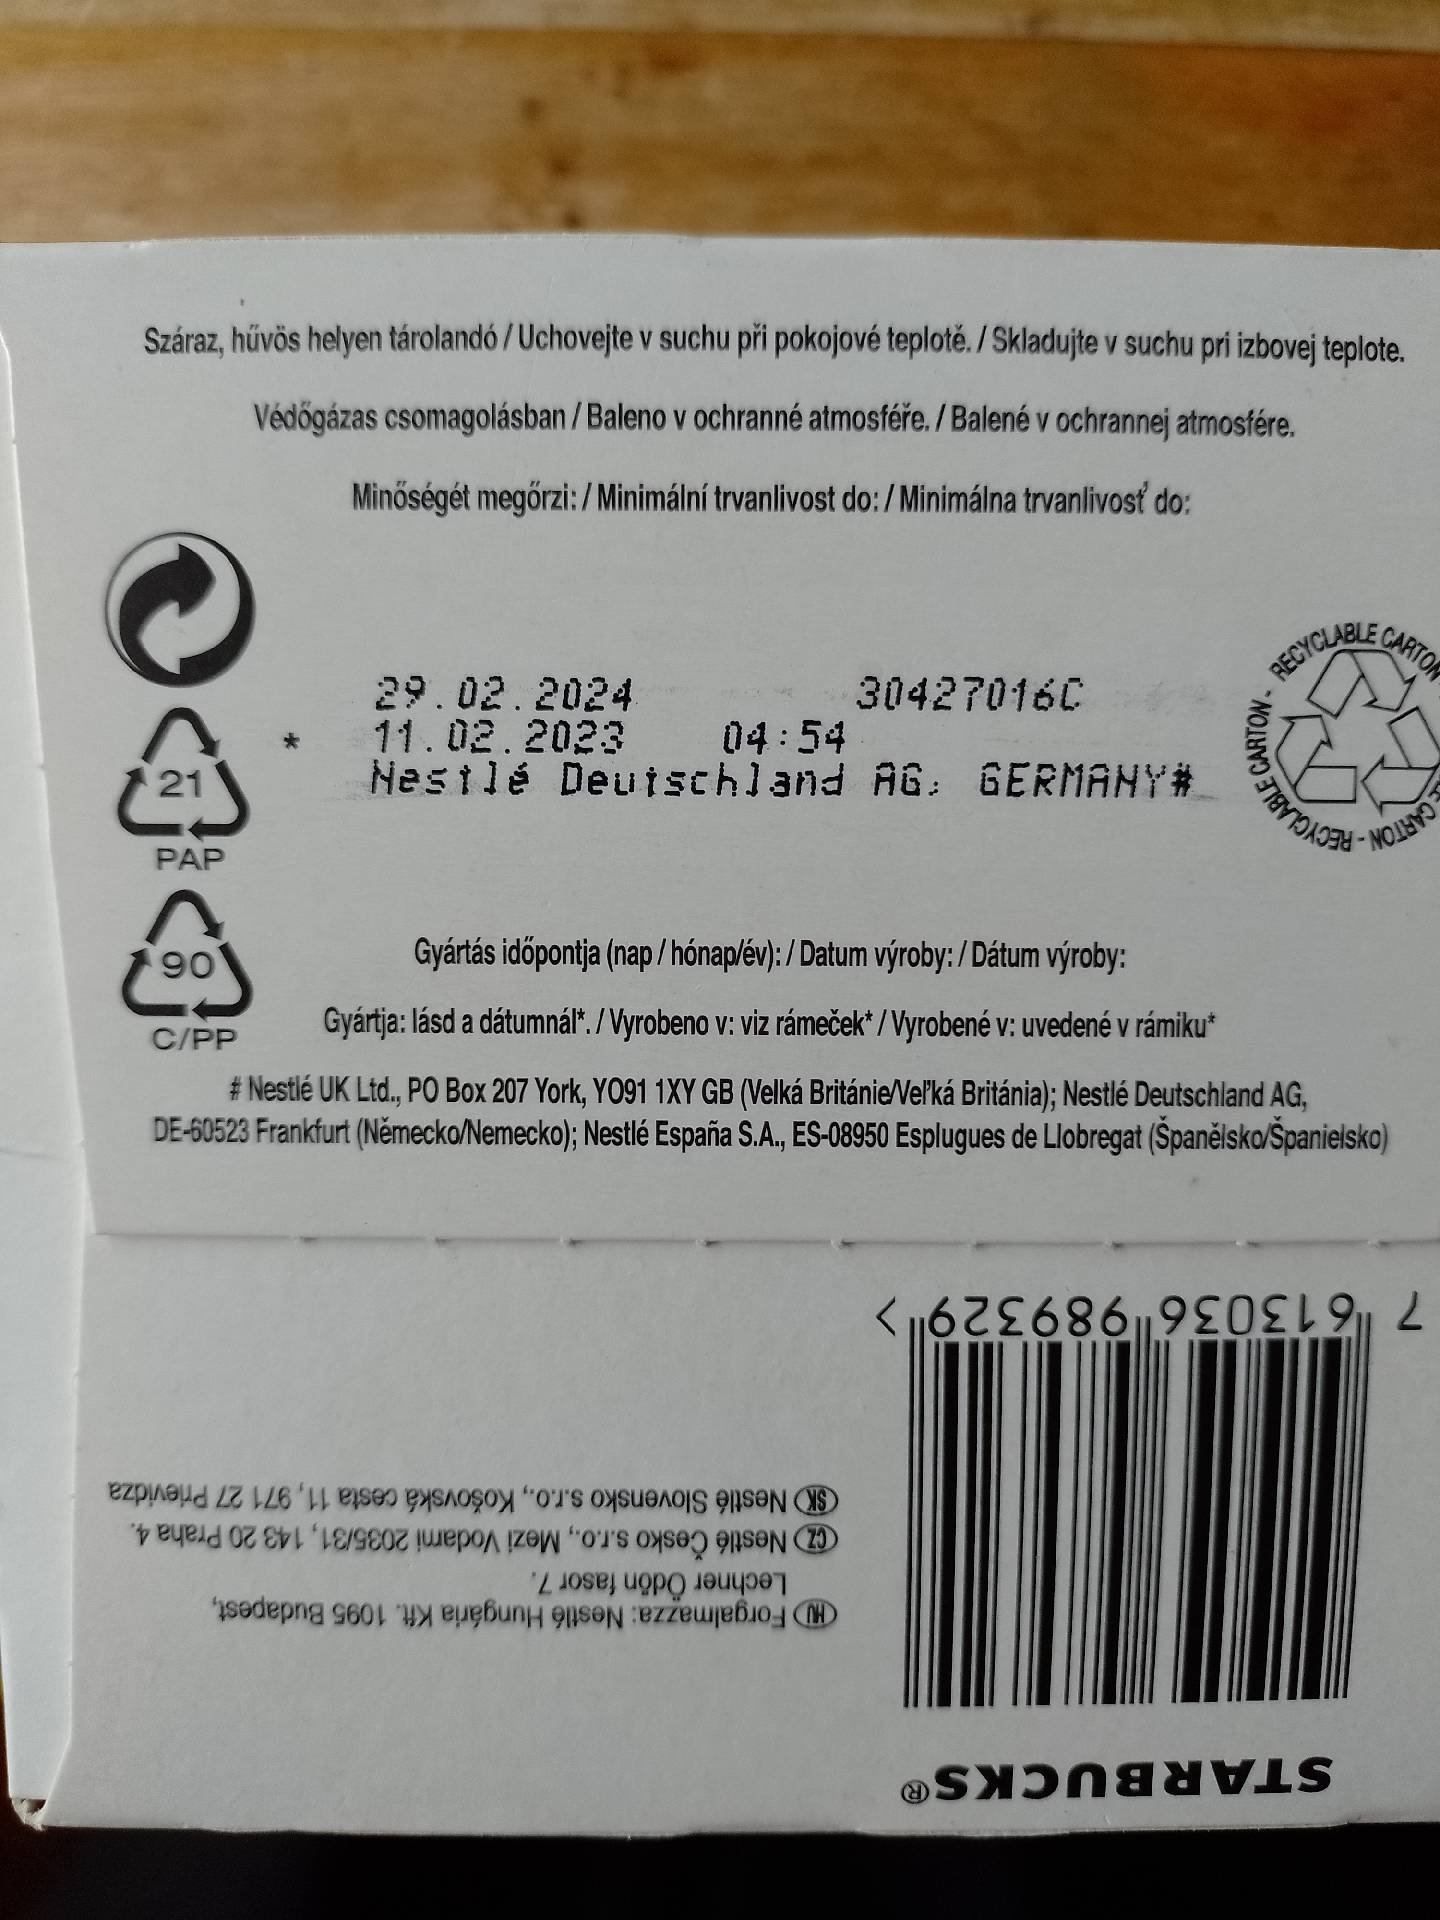 Száraz, hűvös helyen tárolandó / Uchovejte v suchu při pokojové teplotě. / Skladujte v suchu pri izbovej teplote.
Védőgázas csomagolásban / Baleno v ochranné atmosféře. / Balené v ochrannej atmosfére.
Minőségét megőrzi: / Minimální trvanlivost do: / Minimálna trvanlivosť do:
29.02.2024 30427016C
* 11.02.2023 04:54
Nestlé Deutschland AG: GERMANY#
21
PAP
90
C/PP
RECYCLABLE CARTON - RECYCLABLE CARTON - RECYCLABLE CARTON
Gyártás időpontja (nap / hónap/év): / Datum výroby: / Dátum výroby:
Gyártja: lásd a dátumnál*. / Vyrobeno v: viz rámeček* / Vyrobené v: uvedené v rámiku*
# Nestlé UK Ltd., PO Box 207 York, YO91 1XY GB (Velká Británie/Veľká Británia); Nestlé Deutschland AG,
DE-60523 Frankfurt (Německo/Nemecko); Nestlé España S.A., ES-08950 Esplugues de Llobregat (Španělsko/Španielsko)
STARBUCKS®
HU Forgalmazza: Nestlé Hungária Kft. 1095 Budapest,
Lechner Ödön fasor 7.
CZ Nestlé Česko s.r.o., Mezi Vodami 2035/31, 143 20 Praha 4.
SK Nestlé Slovensko s.r.o., Košovská cesta 11, 971 27 Prievidza
7 613036 989329 >